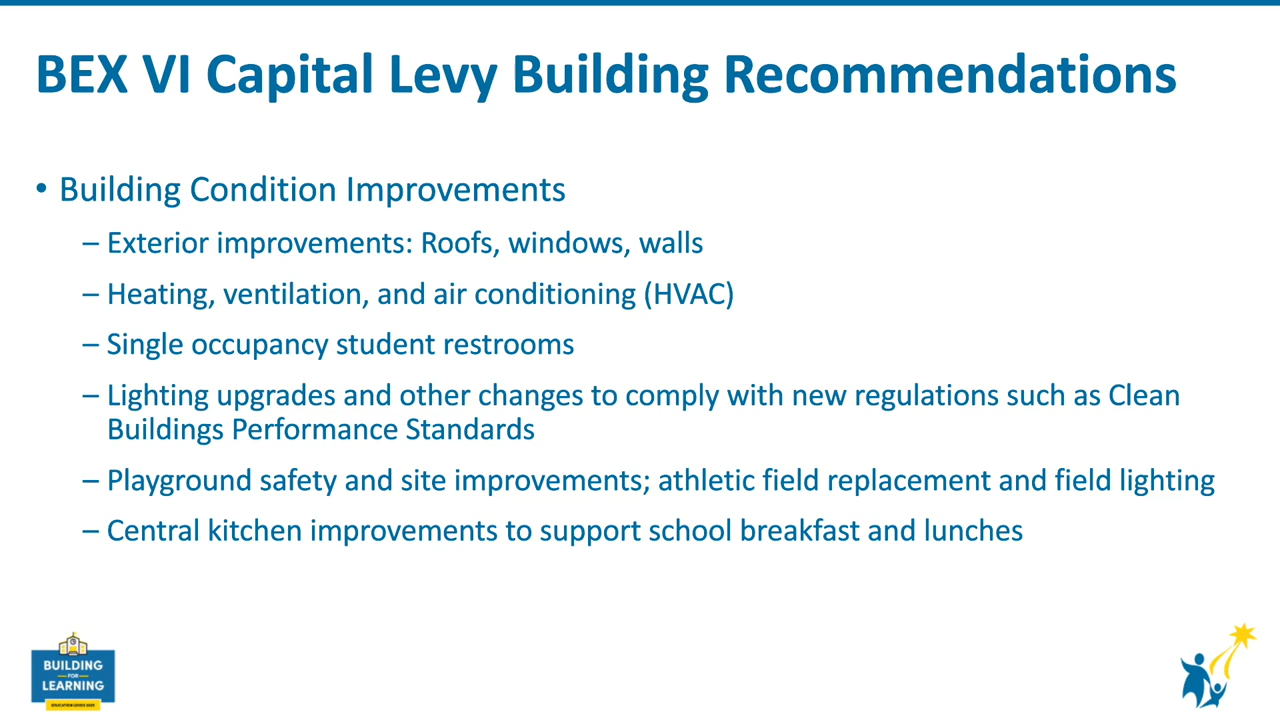 BEX VI Capital Levy Building Recommendations
• Building Condition Improvements
– Exterior improvements: Roofs, windows, walls
– Heating, ventilation, and air conditioning (HVAC)
– Single occupancy student restrooms
– Lighting upgrades and other changes to comply with new regulations such as Clean
Buildings Performance Standards
– Playground safety and site improvements; athletic field replacement and field lighting
– Central kitchen improvements to support school breakfast and lunches
BUILDING
FOR
LEARNING
EDUCATION LEVIES 2025